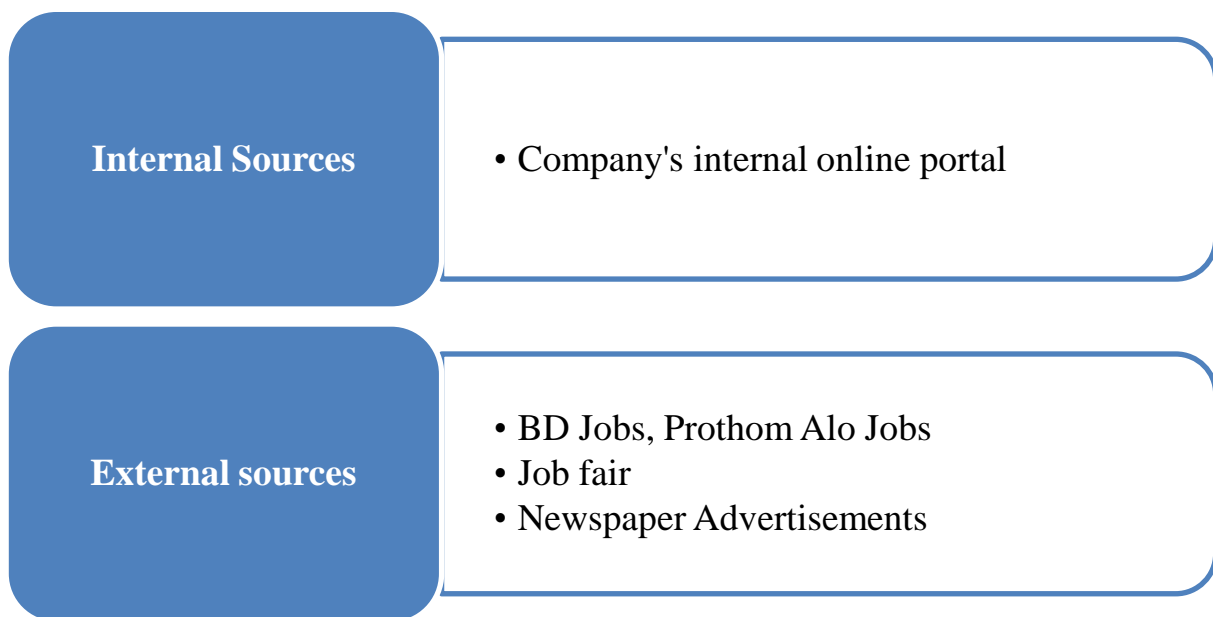 Internal Sources
• Company's internal online portal
External sources
• BD Jobs, Prothom Alo Jobs
• Job fair
• Newspaper Advertisements